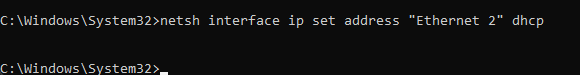 C:\Windows\System32>netsh interface ip set address "Ethernet 2" dhcp
C:\Windows\System32>